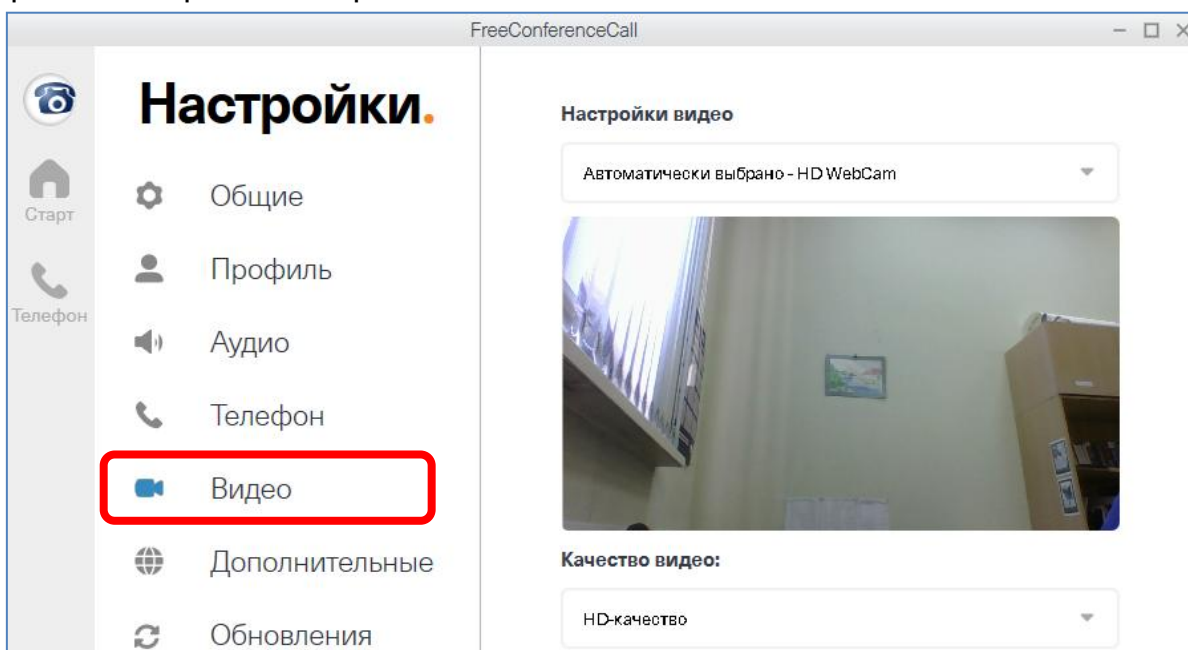 FreeConferenceCall
Старт
Телефон
Настройки.
Общие
Профиль
Аудио
Телефон
Видео
Дополнительные
Обновления
Настройки видео
Автоматически выбрано - HD WebCam
Качество видео:
HD-качество